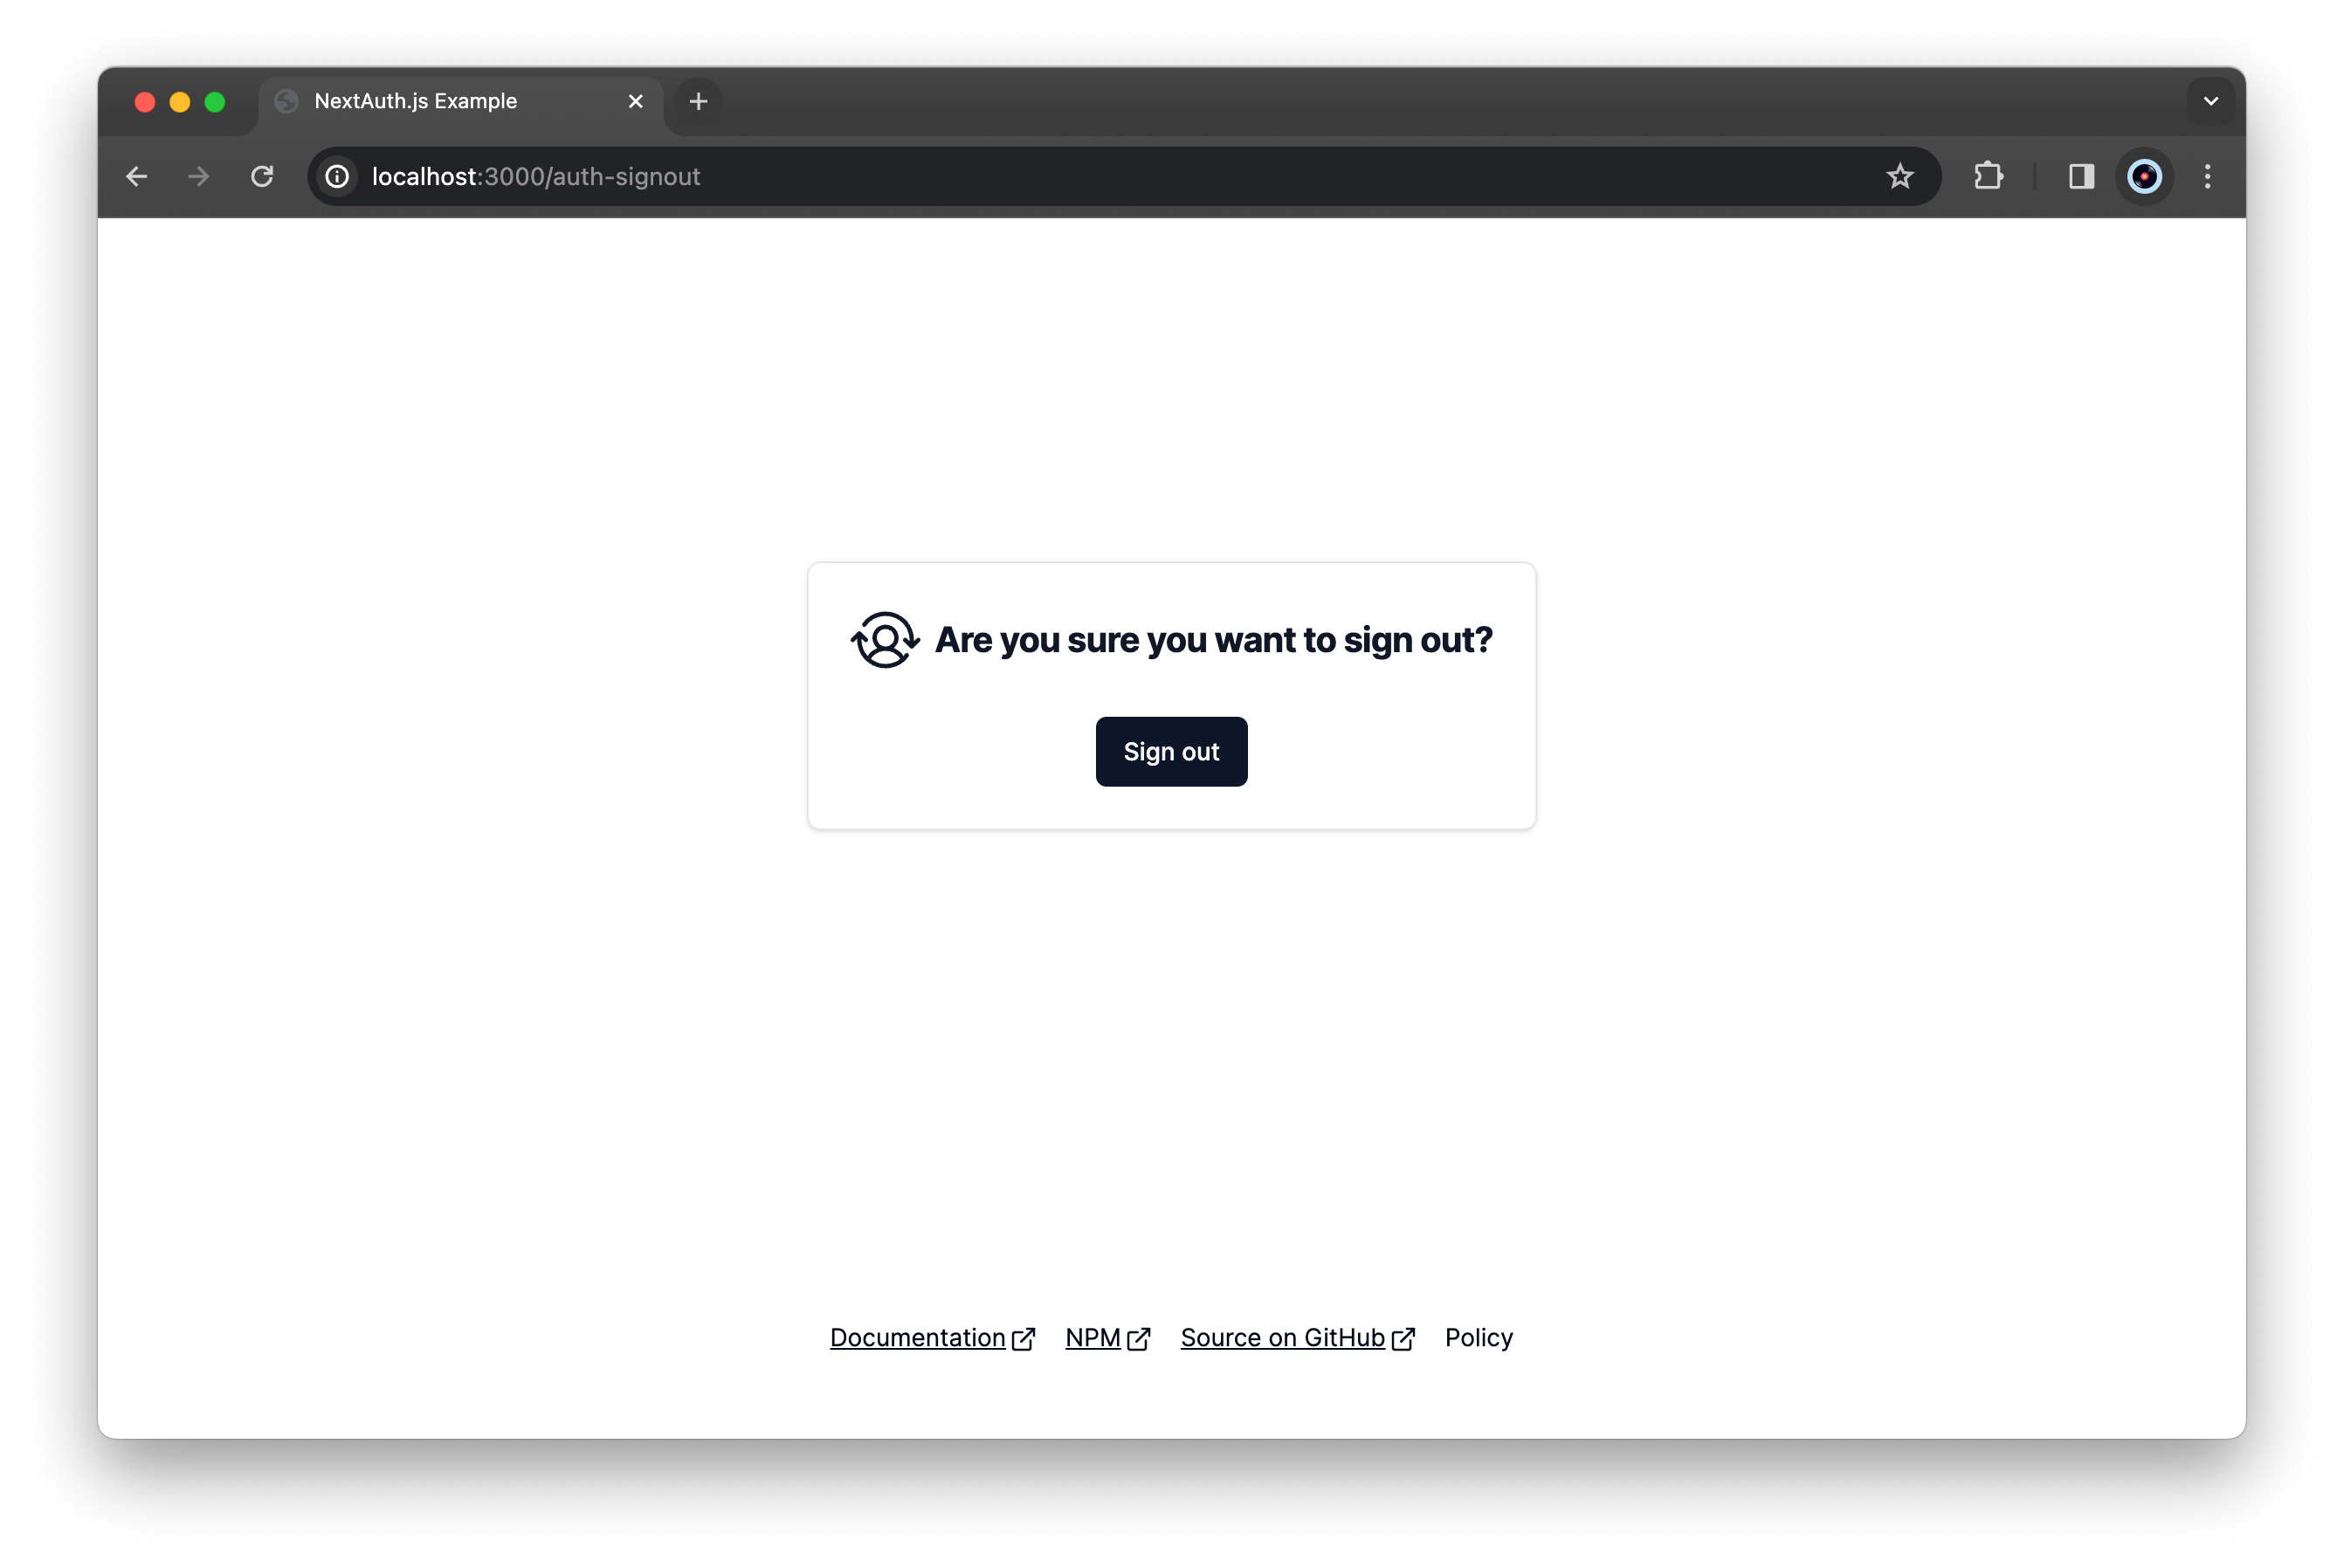 NextAuth.js Example
localhost:3000/auth-signout
Are you sure you want to sign out?
Sign out
Documentation NPM Source on GitHub Policy